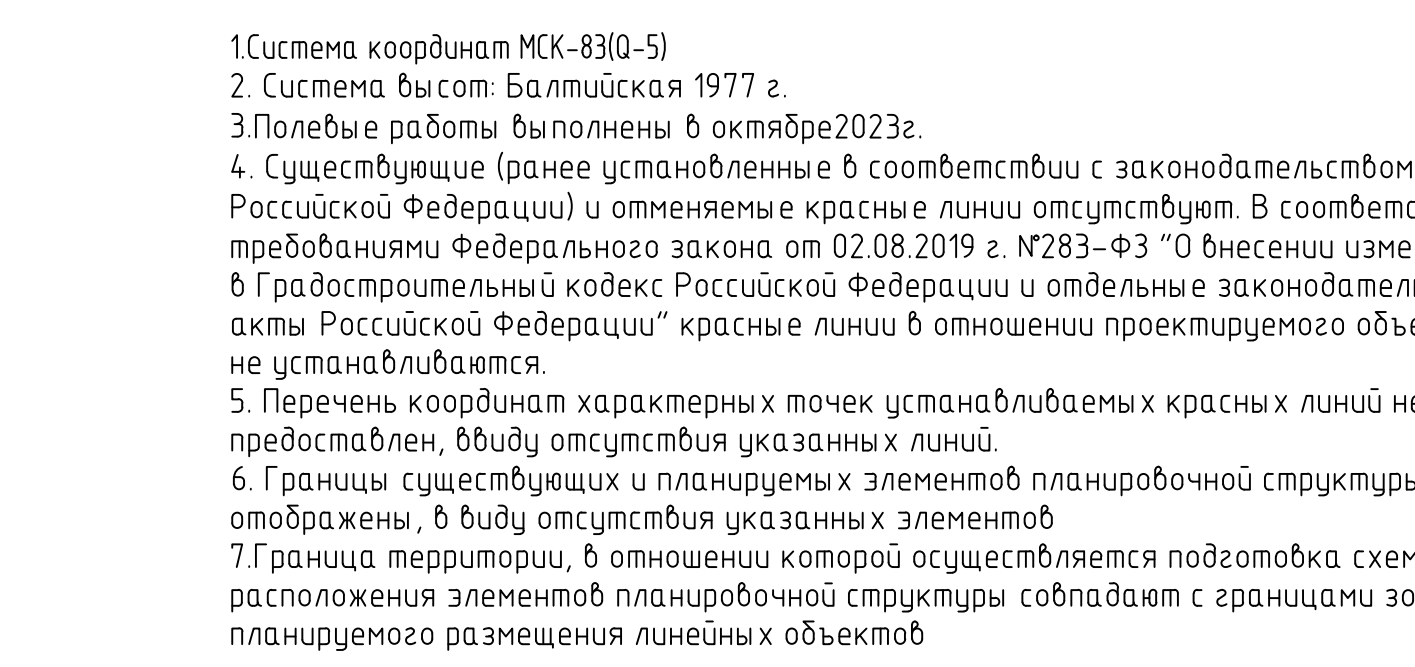 1.Система координат МСК-83(Q-5)
2. Система высот: Балтийская 1977 г.
3.Полевые работы выполнены в октябре2023г.
4. Существующие (ранее установленные в соответствии с законодательством
Российской Федерации) и отменяемые красные линии отсутствуют. В соответс
требованиями Федерального закона от 02.08.2019 г. №283-ФЗ "О внесении изме
в Градостроительный кодекс Российской Федерации и отдельные законодател
акты Российской Федерации" красные линии в отношении проектируемого объе
не устанавливаются.
5. Перечень координат характерных точек устанавливаемых красных линий не
предоставлен, ввиду отсутствия указанных линий.
6. Границы существующих и планируемых элементов планировочной структуры
отображены, в виду отсутствия указанных элементов
7.Граница территории, в отношении которой осуществляется подготовка схем
расположения элементов планировочной структуры совпадают с границами зо
планируемого размещения линейных объектов